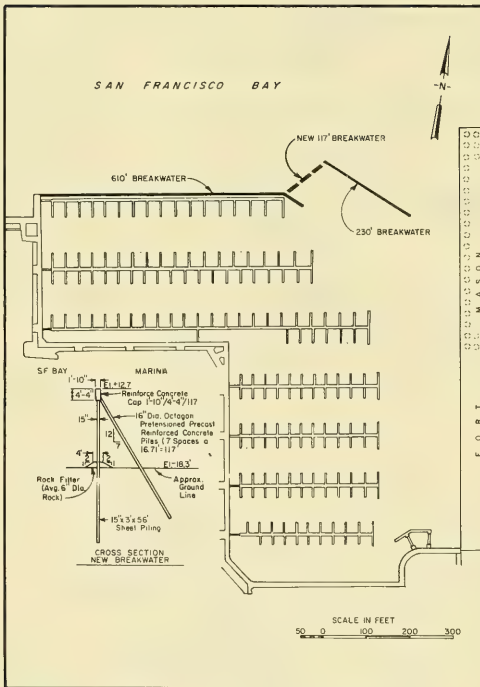 SAN FRANCISCO BAY
-N-
NEW 117' BREAKWATER
610' BREAKWATER
230' BREAKWATER
FORT MASON
SF BAY
MARINA
1'-10"
El.+12.7
4'-4"
Reinforce Concrete
Cap 1'-10"/4'-4"/117
15"
16" Dia. Octagon
Pretensioned Precast
Reinforced Concrete
Piles (7 Spaces a
16.71'=117'
12
7
4'
El-18.3'
Rock Filter
(Avg. 6" Dia.
Rock)
Approx.
Ground
Line
15"x3'x56'
Sheet Piling
CROSS SECTION
NEW BREAKWATER
SCALE IN FEET
50 0 100 200 300